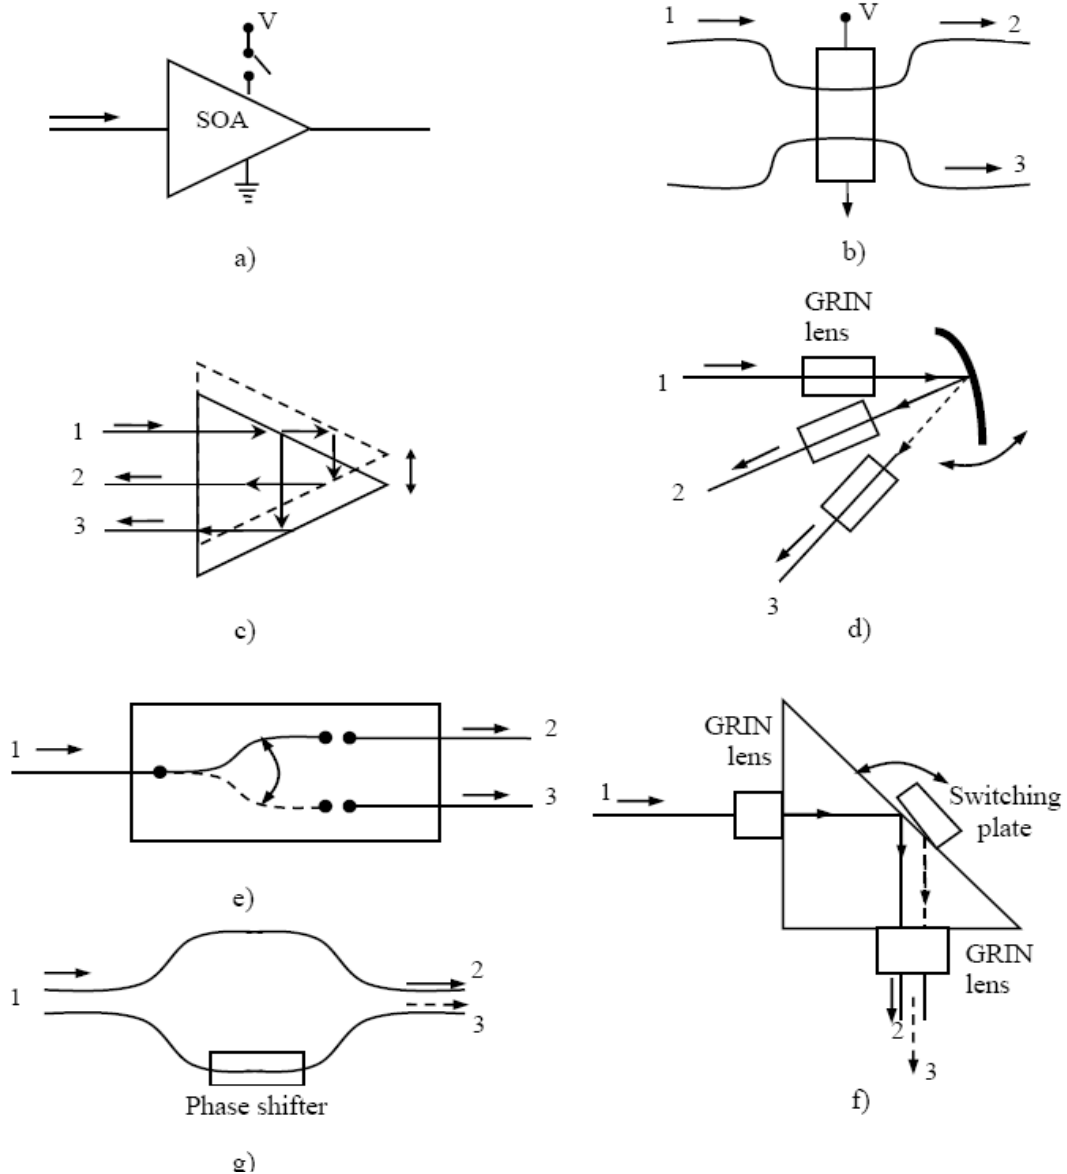 V
SOA
a)
V
1
2
3
b)
1
2
3
c)
GRIN
lens
1
2
3
d)
1
2
3
e)
GRIN
lens
1
Switching
plate
GRIN
lens
2
3
f)
1
2
3
Phase shifter
g)